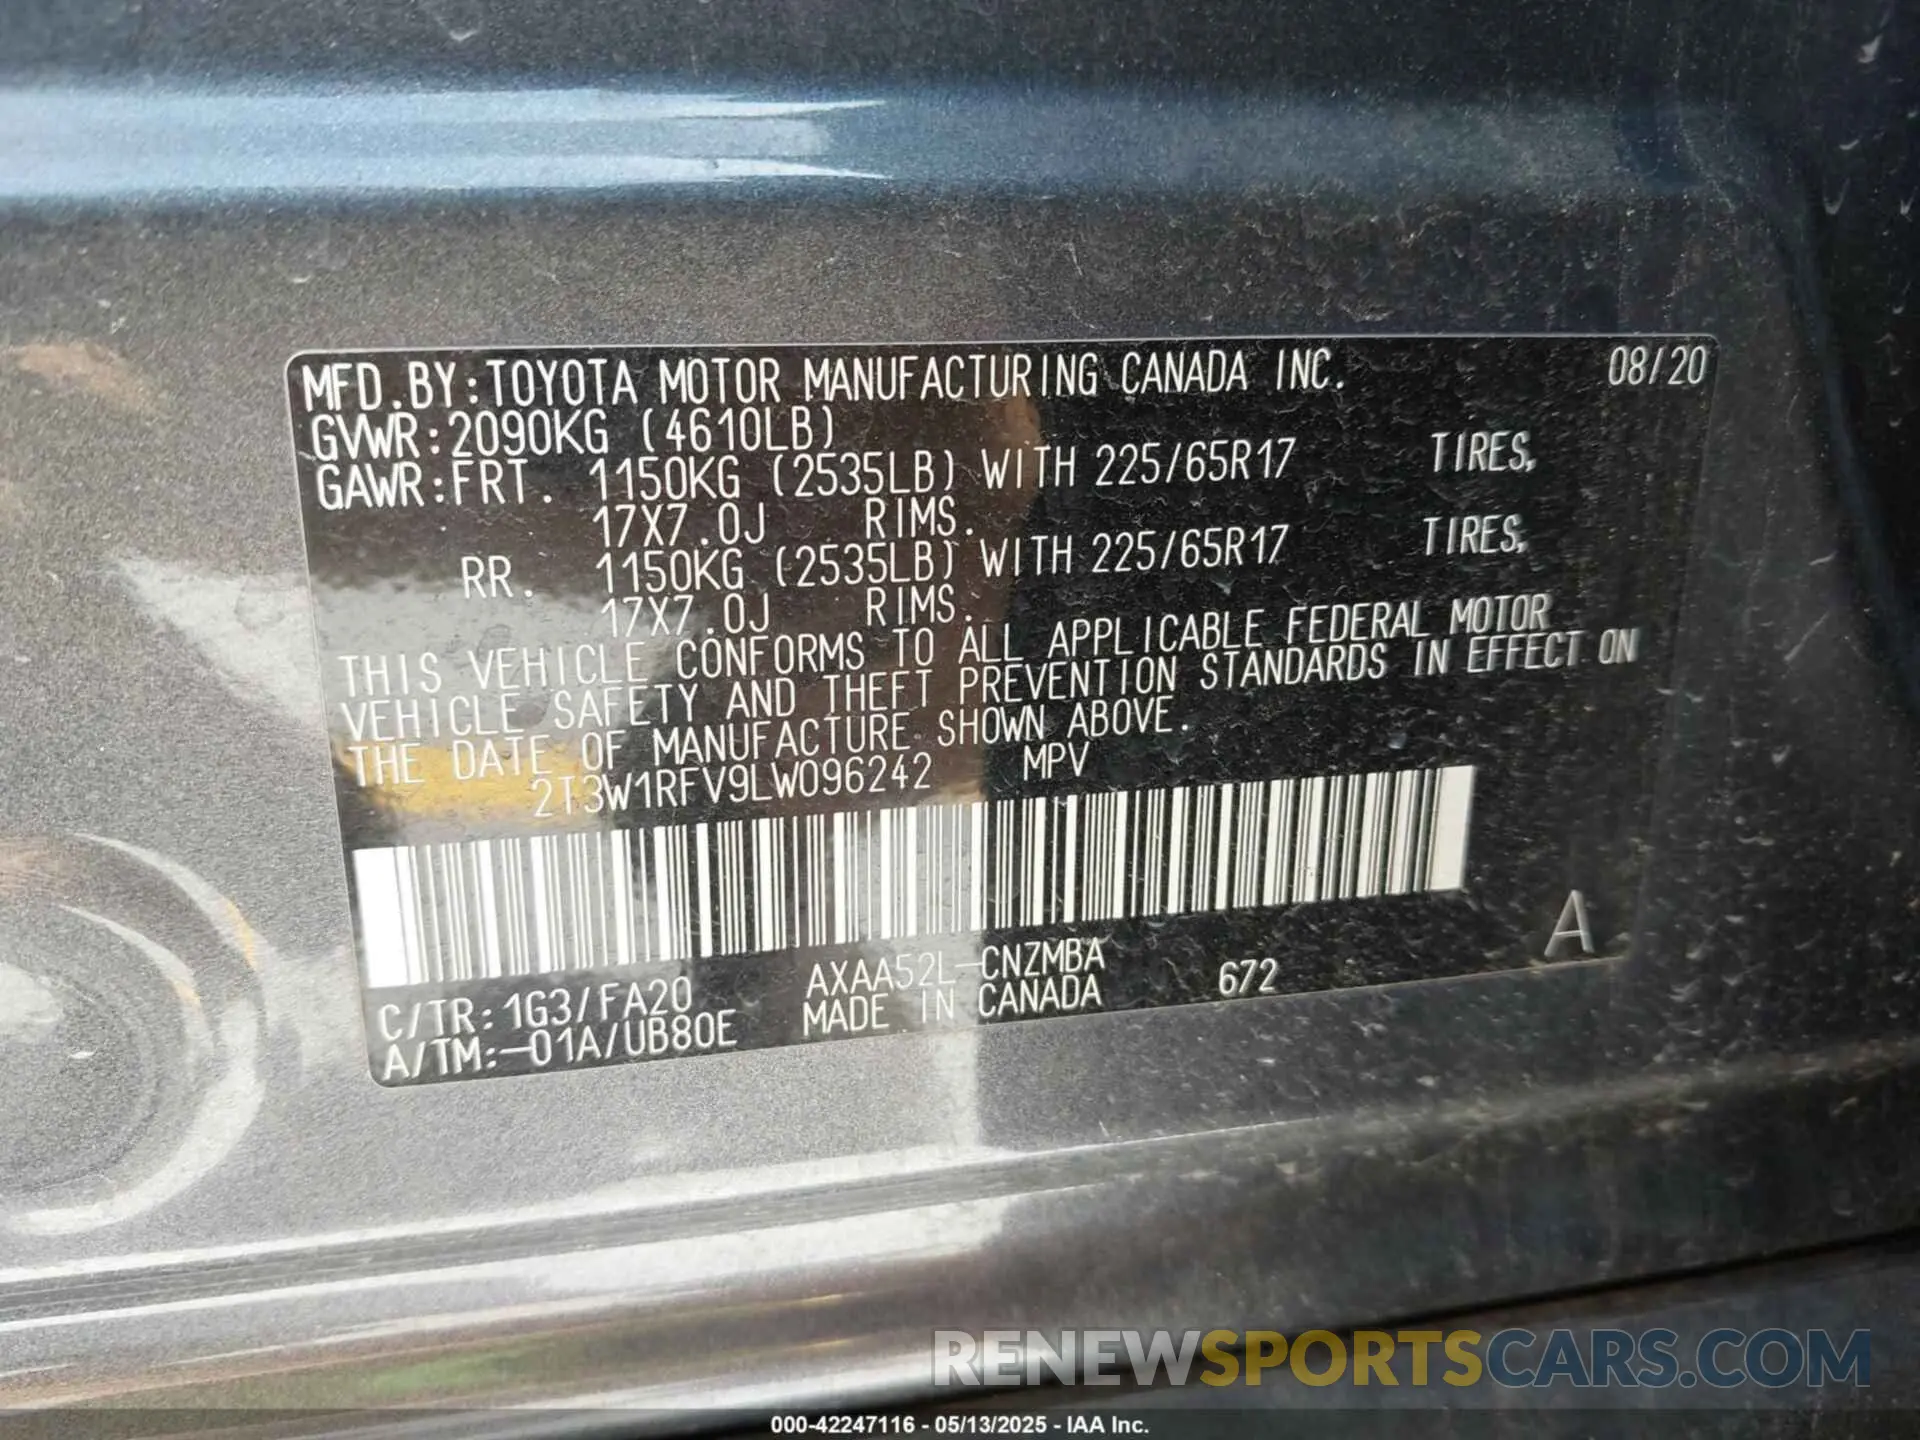 MFD.BY:TOYOTA MOTOR MANUFACTURING CANADA INC. 08/20
GVWR:2090KG (4610LB)
GAWR:FRT. 1150KG (2535LB) WITH 225/65R17 TIRES,
17X7.0J RIMS.
RR. 1150KG (2535LB) WITH 225/65R17 TIRES,
17X7.0J RIMS.
THIS VEHICLE CONFORMS TO ALL APPLICABLE FEDERAL MOTOR
VEHICLE SAFETY AND THEFT PREVENTION STANDARDS IN EFFECT ON
THE DATE OF MANUFACTURE SHOWN ABOVE.
2T3W1RFV9LW096242 MPV
A
C/TR:1G3/FA20 AXAA52L-CNZMBA 672
A/TM:-01A/UB80E MADE IN CANADA
RENEWSPORTSCARS.COM
000-42247116 - 05/13/2025 - IAA Inc.